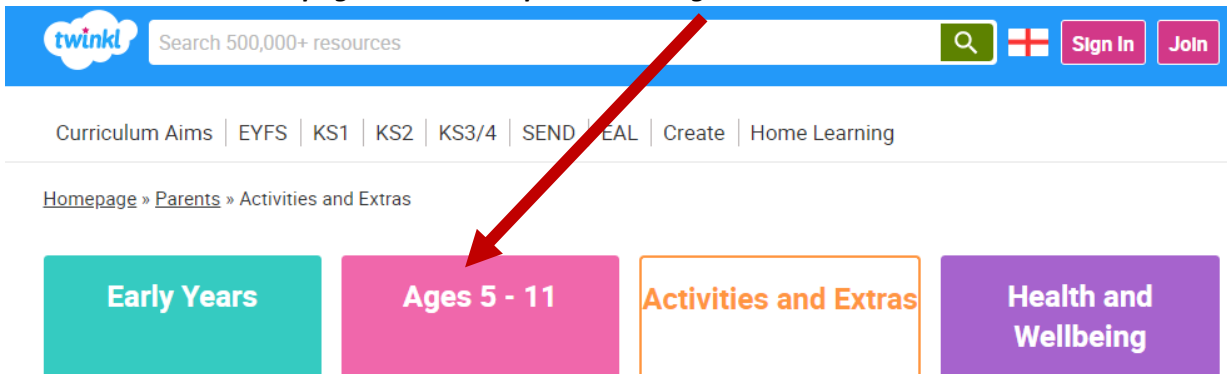 twinkl
Search 500,000+ resources
Sign In
Join
Curriculum Aims | EYFS | KS1 | KS2 | KS3/4 | SEND | EAL | Create | Home Learning
Homepage » Parents » Activities and Extras
Early Years
Ages 5 - 11
Activities and Extras
Health and
Wellbeing